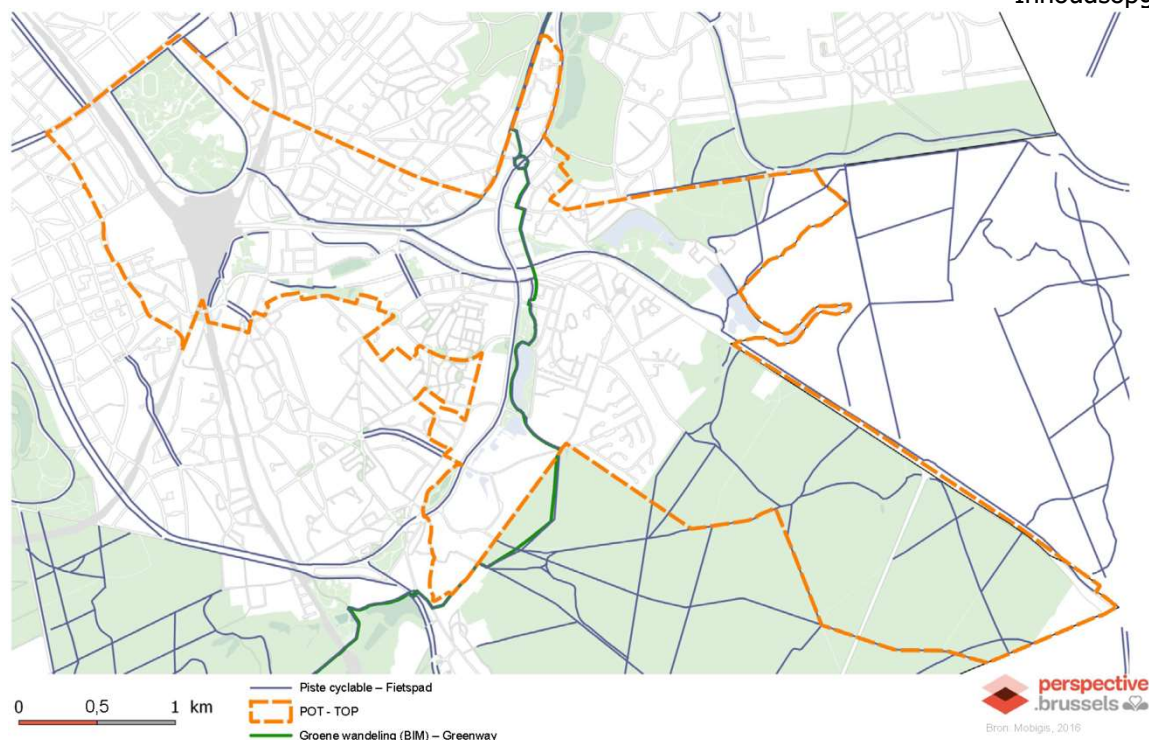 Inhoudsopg
0 0,5 1 km
Piste cyclable – Fietspad
POT - TOP
Groene wandeling (BIM) – Greenway
perspective
.brussels
Bron: Mobigis, 2016